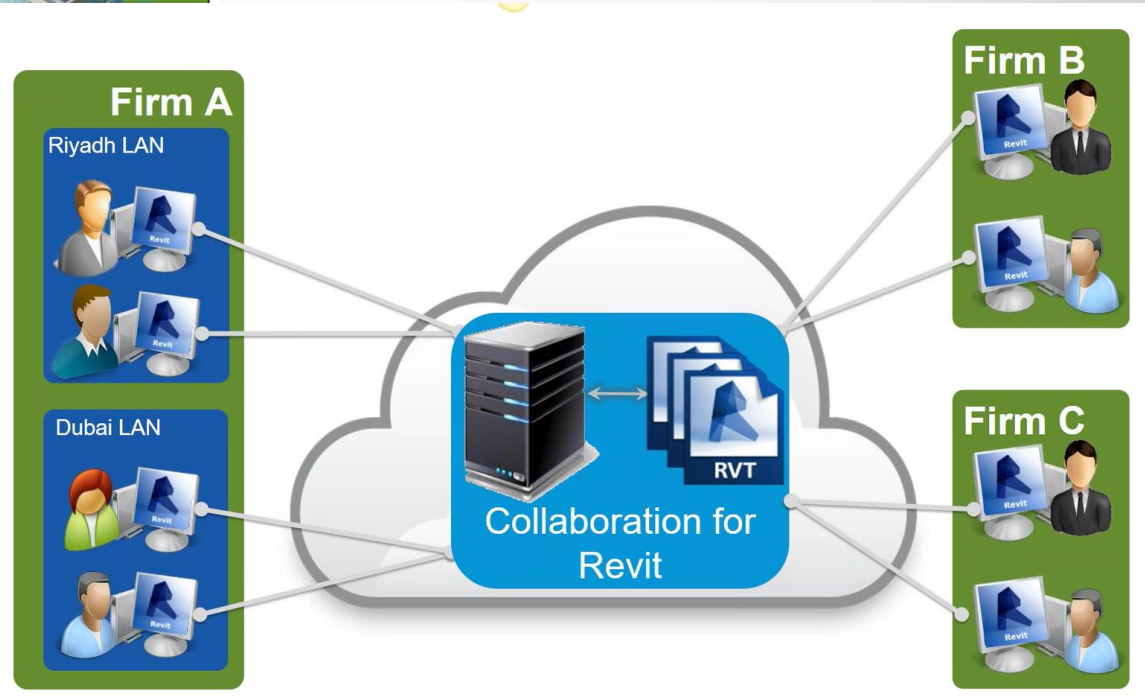 Firm A
Riyadh LAN
Revit
Revit
Dubai LAN
Revit
Revit
RVT
Collaboration for
Revit
Firm B
Revit
Revit
Firm C
Revit
Revit